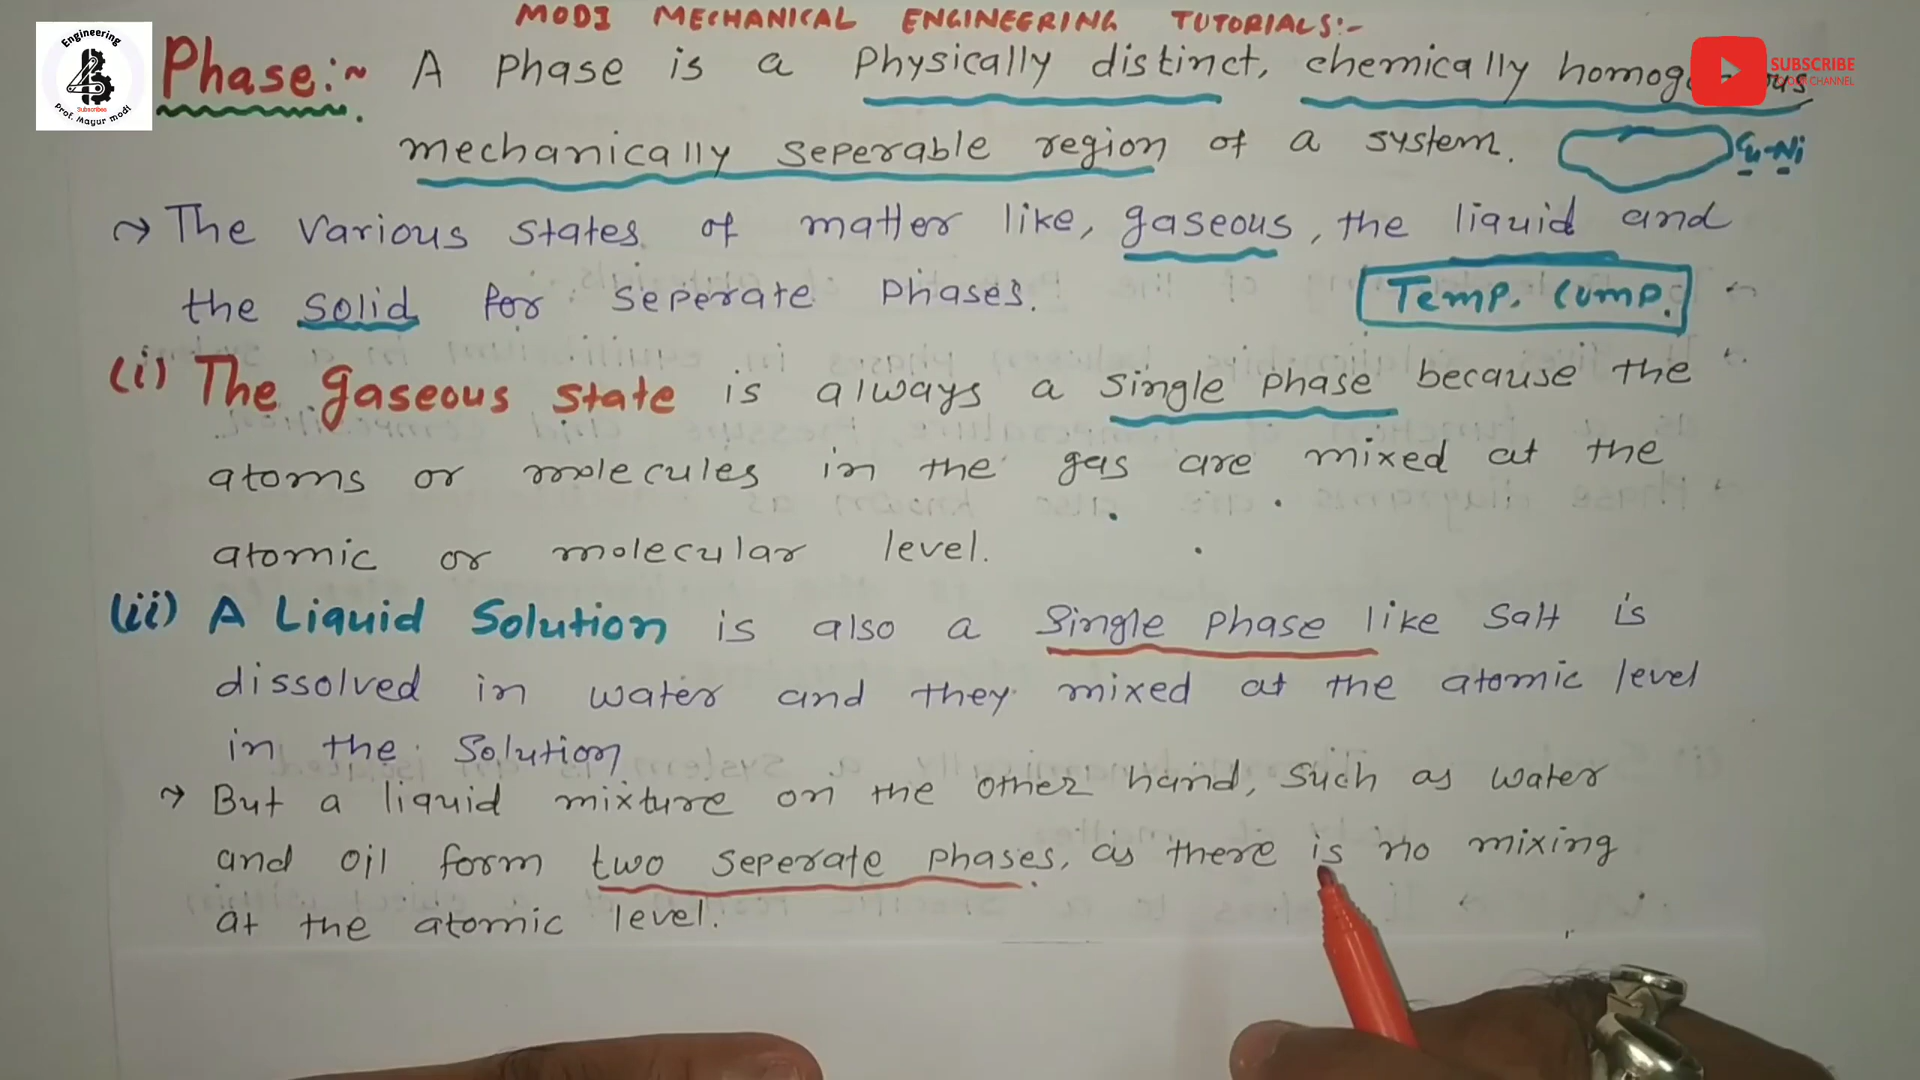 MODI MECHANICAL ENGINEERING TUTORIALS:-
Engineering
Subscribes
Prof. Mayur modi
SUBSCRIBE
Phase:~ A phase is a physically distinct, chemically homog ous
mechanically seperable region of a system. Cu-Ni
~> The various states of matter like, gaseous, the liquid and
the solid for seperate phases. Temp. comp.
(i) The gaseous state is always a single phase because the
atoms or molecules in the gas are mixed at the
atomic or molecular level.
(ii) A Liquid Solution is also a single phase like salt is
dissolved in water and they mixed at the atomic level
in the solution
~> But a liquid mixture on the other hand, such as water
and oil form two seperate phases, as there is no mixing
at the atomic level.